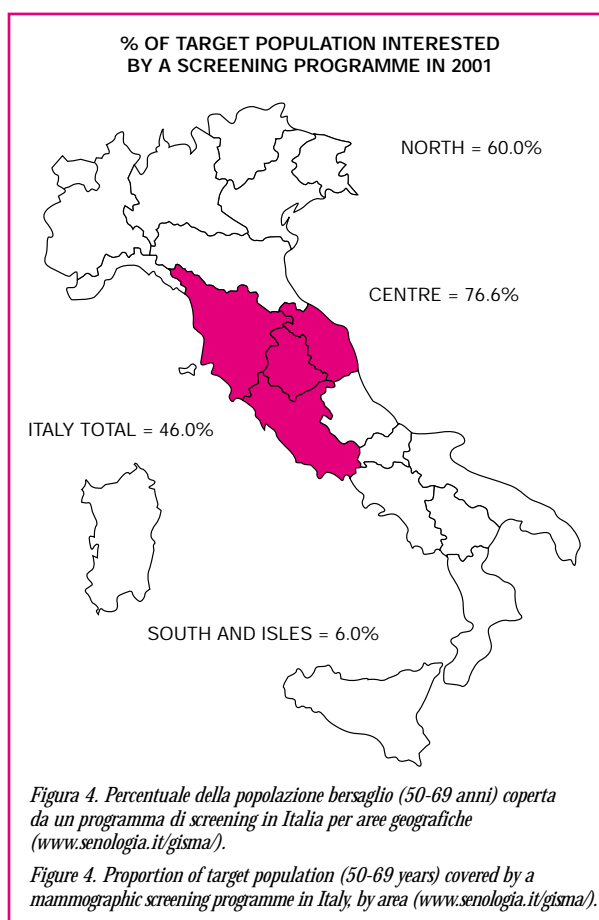 % OF TARGET POPULATION INTERESTED
BY A SCREENING PROGRAMME IN 2001
NORTH = 60.0%
CENTRE = 76.6%
ITALY TOTAL = 46.0%
SOUTH AND ISLES = 6.0%
Figura 4. Percentuale della popolazione bersaglio (50-69 anni) coperta
da un programma di screening in Italia per aree geografiche
(www.senologia.it/gisma/).
Figure 4. Proportion of target population (50-69 years) covered by a
mammographic screening programme in Italy, by area (www.senologia.it/gisma/).